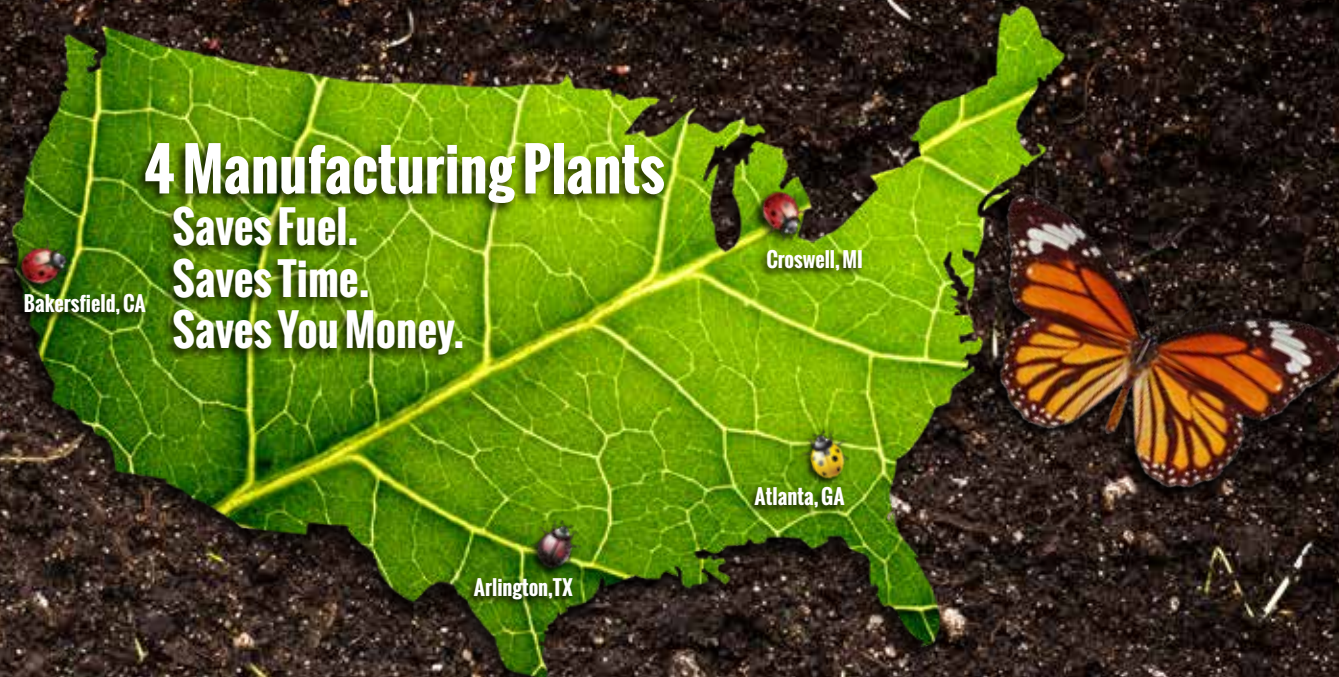 4 Manufacturing Plants
Saves Fuel.
Saves Time.
Saves You Money.
Croswell, MI
Bakersfield, CA
Atlanta, GA
Arlington,TX